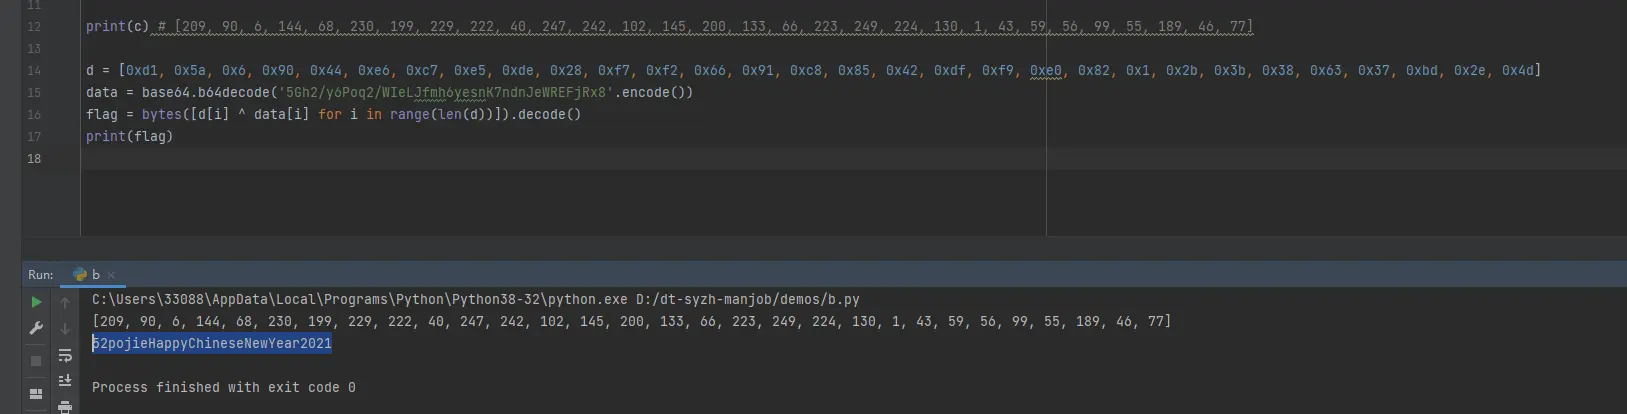 11
12 print(c) # [209, 90, 6, 144, 68, 230, 199, 229, 222, 40, 247, 242, 102, 145, 200, 133, 66, 223, 249, 224, 130, 1, 43, 59, 56, 99, 55, 189, 46, 77]
13
14 d = [0xd1, 0x5a, 0x6, 0x90, 0x44, 0xe6, 0xc7, 0xe5, 0xde, 0x28, 0xf7, 0xf2, 0x66, 0x91, 0xc8, 0x85, 0x42, 0xdf, 0xf9, 0xe0, 0x82, 0x1, 0x2b, 0x3b, 0x38, 0x63, 0x37, 0xbd, 0x2e, 0x4d]
15 data = base64.b64decode('5Gh2/y6Poq2/WIeLJfmh6yesnK7ndnJeWREFjRx8'.encode())
16 flag = bytes([d[i] ^ data[i] for i in range(len(d))]).decode()
17 print(flag)
18
Run: b ×
C:\Users\33088\AppData\Local\Programs\Python\Python38-32\python.exe D:/dt-syzh-manjob/demos/b.py
[209, 90, 6, 144, 68, 230, 199, 229, 222, 40, 247, 242, 102, 145, 200, 133, 66, 223, 249, 224, 130, 1, 43, 59, 56, 99, 55, 189, 46, 77]
52pojieHappyChineseNewYear2021
Process finished with exit code 0